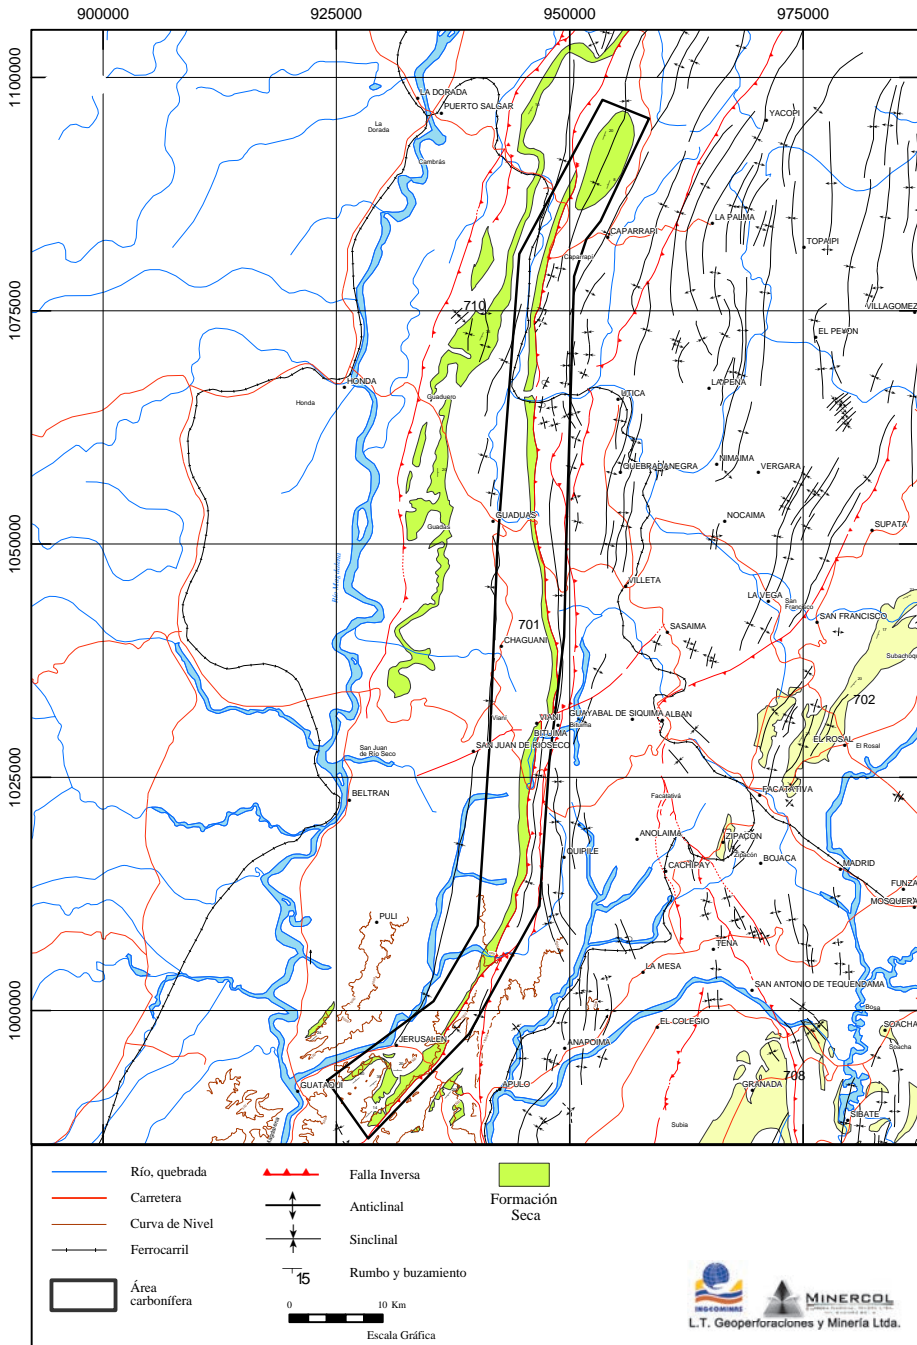 900000
925000
950000
975000
1100000
1075000
1050000
1025000
1000000
LA DORADA
PUERTO SALGAR
La
Dorada
Cambrás
YACOPI
LA PALMA
CAPARRAPI
Caparrapí
TOPAIPI
710
VILLAGOMEZ
EL PEÑON
HONDA
Honda
Guaduero
UTICA
LA PEÑA
QUEBRADANEGRA
NIMAIMA
VERGARA
GUADUAS
Guadas
NOCAIMA
SUPATA
VILLETA
LA VEGA
San
Francisco
SAN FRANCISCO
701
SASAIMA
CHAGUANI
Subachoque
702
Vianí
VIANI
GUAYABAL DE SIQUIMA
ALBAN
BITUIMA
Bituima
EL ROSAL
El Rosal
SAN JUAN DE RIOSECO
San Juan
de Río Seco
BELTRAN
Facatativá
FACATATIVA
ANOLAIMA
ZIPACON
Zipacón
QUIPILE
BOJACA
CACHIPAY
MADRID
FUNZA
MOSQUERA
PULI
TENA
LA MESA
SAN ANTONIO DE TEQUENDAMA
Bosa
EL COLEGIO
SOACHA
Soacha
JERUSALEN
ANAPOIMA
GUATAQUI
APULO
708
GRANADA
Subia
SIBATE
Río, quebrada
Carretera
Curva de Nivel
Ferrocarril
Área
carbonífera
Falla Inversa
Anticlinal
Sinclinal
15
Rumbo y buzamiento
0
10 Km
Escala Gráfica
Formación
Seca
INGEOMINAS
MINERCOL
L.T. Geoperforaciones y Minería Ltda.